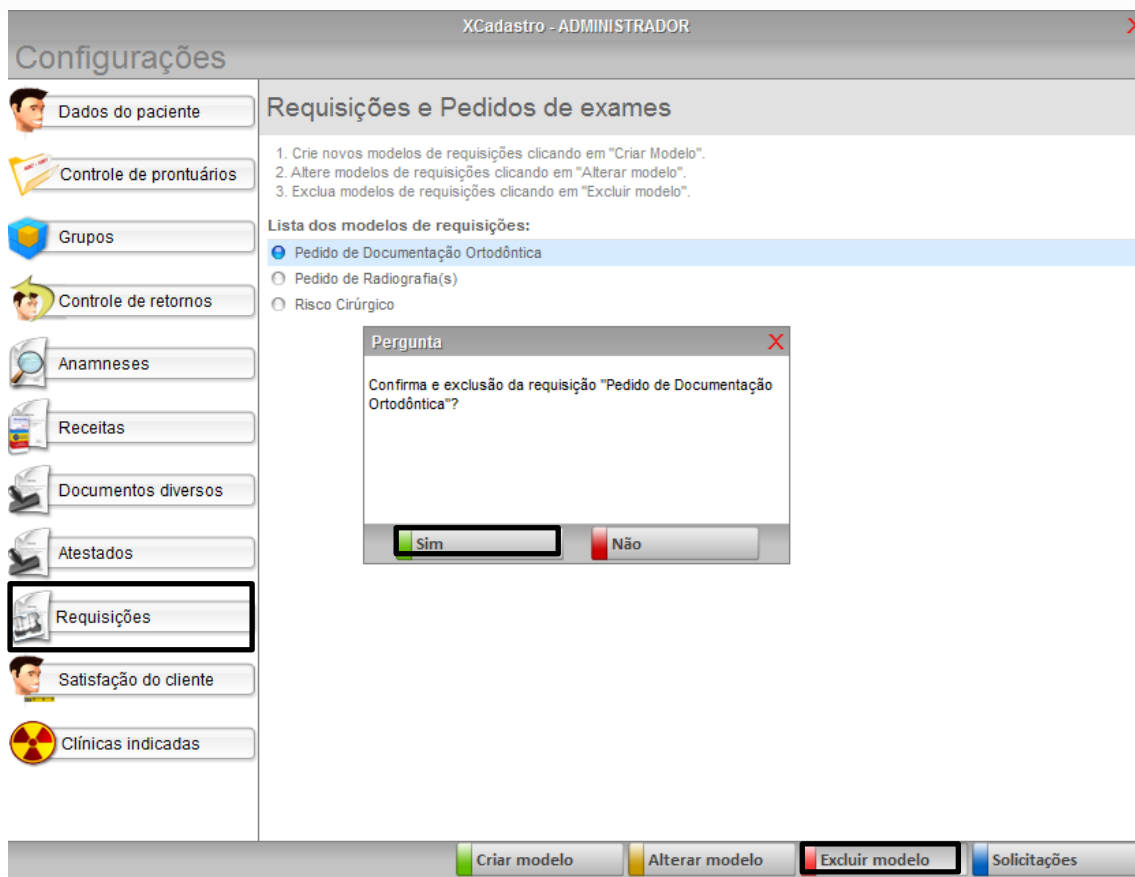 XCadastro - ADMINISTRADOR
X
Configurações
Dados do paciente
Controle de prontuários
Grupos
Controle de retornos
Anamneses
Receitas
Documentos diversos
Atestados
Requisições
Satisfação do cliente
Clínicas indicadas
Requisições e Pedidos de exames
1. Crie novos modelos de requisições clicando em "Criar Modelo".
2. Altere modelos de requisições clicando em "Alterar modelo".
3. Exclua modelos de requisições clicando em "Excluir modelo".
Lista dos modelos de requisições:
Pedido de Documentação Ortodôntica
Pedido de Radiografia(s)
Risco Cirúrgico
Pergunta
X
Confirma e exclusão da requisição "Pedido de Documentação
Ortodôntica"?
Sim
Não
Criar modelo
Alterar modelo
Excluir modelo
Solicitações